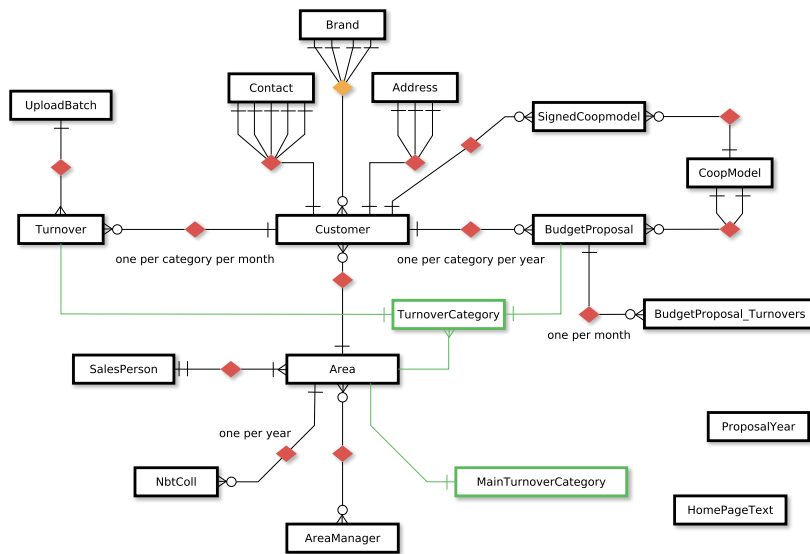 Brand
Contact
Address
UploadBatch
SignedCoopmodel
CoopModel
Turnover
Customer
BudgetProposal
one per category per month
one per category per year
TurnoverCategory
BudgetProposal_Turnovers
one per month
SalesPerson
Area
ProposalYear
one per year
NbtColl
MainTurnoverCategory
HomePageText
AreaManager